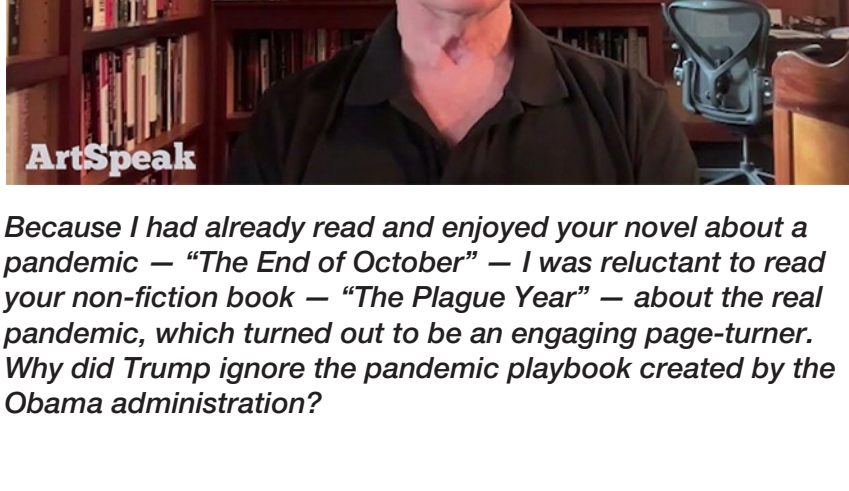 ArtSpeak
Because I had already read and enjoyed your novel about a
pandemic — “The End of October” — I was reluctant to read
your non-fiction book — “The Plague Year” — about the real
pandemic, which turned out to be an engaging page-turner.
Why did Trump ignore the pandemic playbook created by the
Obama administration?